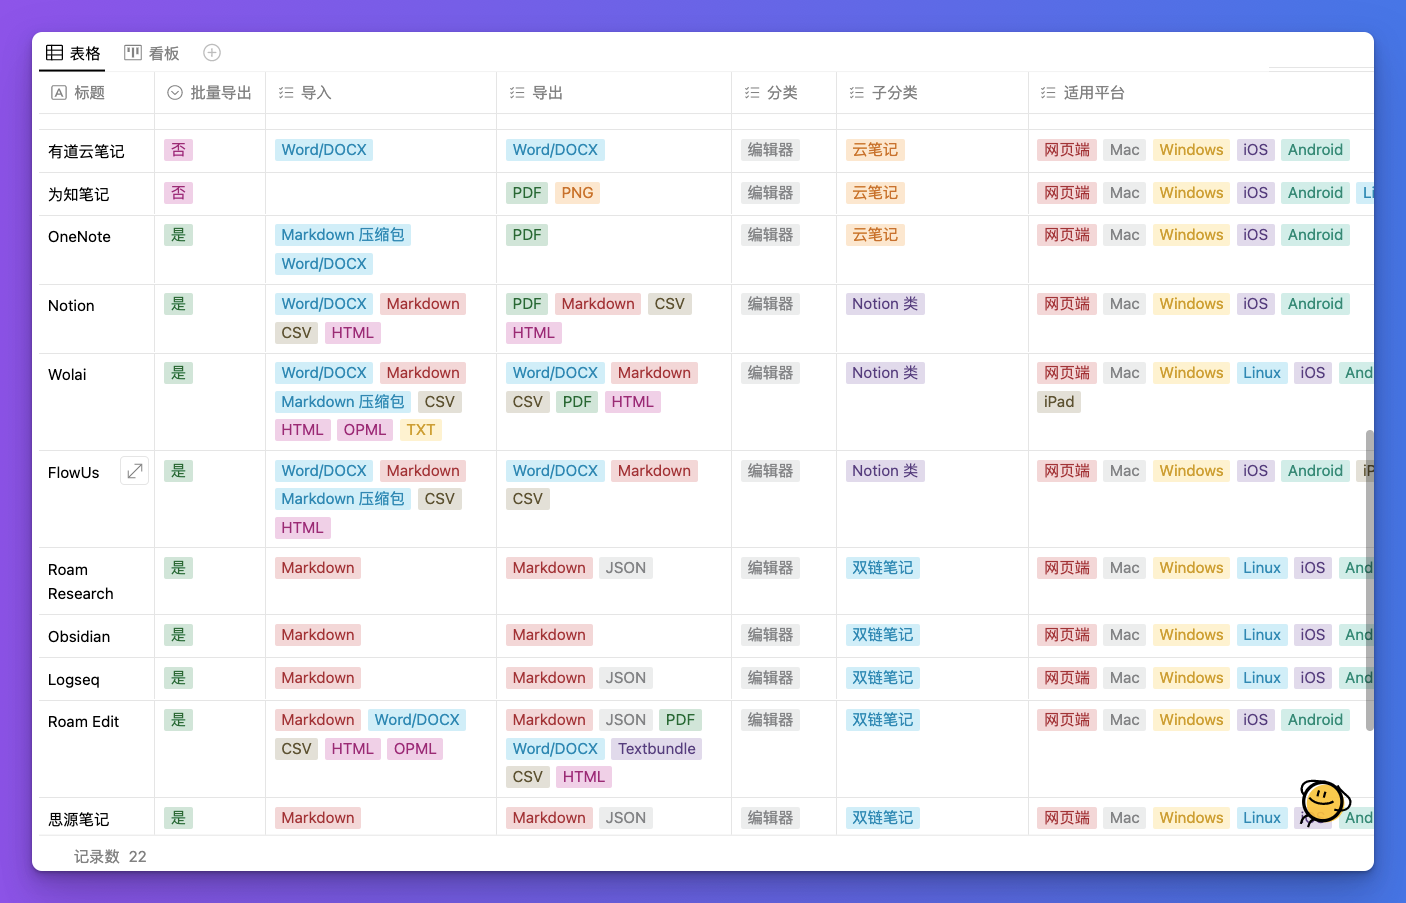 表格 看板
标题 批量导出 导入 导出 分类 子分类 适用平台
有道云笔记 否 Word/DOCX Word/DOCX 编辑器 云笔记 网页端 Mac Windows iOS Android
为知笔记 否 PDF PNG 编辑器 云笔记 网页端 Mac Windows iOS Android Li
OneNote 是 Markdown 压缩包 PDF 编辑器 云笔记 网页端 Mac Windows iOS Android
Word/DOCX
Notion 是 Word/DOCX Markdown PDF Markdown CSV 编辑器 Notion 类 网页端 Mac Windows iOS Android
CSV HTML HTML
Wolai 是 Word/DOCX Markdown Word/DOCX Markdown 编辑器 Notion 类 网页端 Mac Windows Linux iOS And
Markdown 压缩包 CSV CSV PDF HTML iPad
HTML OPML TXT
FlowUs 是 Word/DOCX Markdown Word/DOCX Markdown 编辑器 Notion 类 网页端 Mac Windows iOS Android iP
Markdown 压缩包 CSV CSV
HTML
Roam 是 Markdown Markdown JSON 编辑器 双链笔记 网页端 Mac Windows Linux iOS And
Research
Obsidian 是 Markdown Markdown 编辑器 双链笔记 网页端 Mac Windows Linux iOS And
Logseq 是 Markdown Markdown JSON 编辑器 双链笔记 网页端 Mac Windows Linux iOS And
Roam Edit 是 Markdown Word/DOCX Markdown JSON PDF 编辑器 双链笔记 网页端 Mac Windows iOS Android
CSV HTML OPML Word/DOCX Textbundle
CSV HTML
思源笔记 是 Markdown Markdown JSON 编辑器 双链笔记 网页端 Mac Windows Linux And
记录数 22